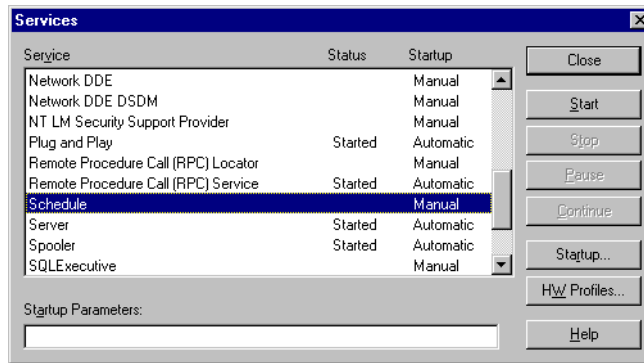 Services
Service Status Startup
Network DDE Manual
Network DDE DSDM Manual
NT LM Security Support Provider Manual
Plug and Play Started Automatic
Remote Procedure Call (RPC) Locator Manual
Remote Procedure Call (RPC) Service Started Automatic
Schedule Manual
Server Started Automatic
Spooler Started Automatic
SQLExecutive Manual
Startup Parameters:
Close
Start
Stop
Pause
Continue
Startup...
HW Profiles...
Help